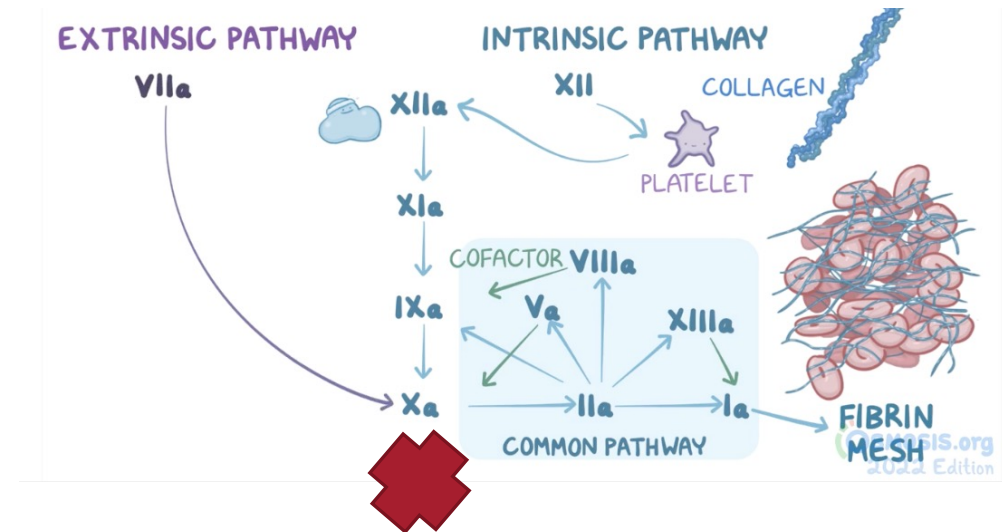 EXTRINSIC PATHWAY
INTRINSIC PATHWAY
VIIa
XII
COLLAGEN
XIIa
PLATELET
XIa
COFACTOR VIIIa
IXa
Va
XIIIa
Xa
IIa
Ia
FIBRIN
MESH
COMMON PATHWAY
OSMOSIS.org
2022 Edition